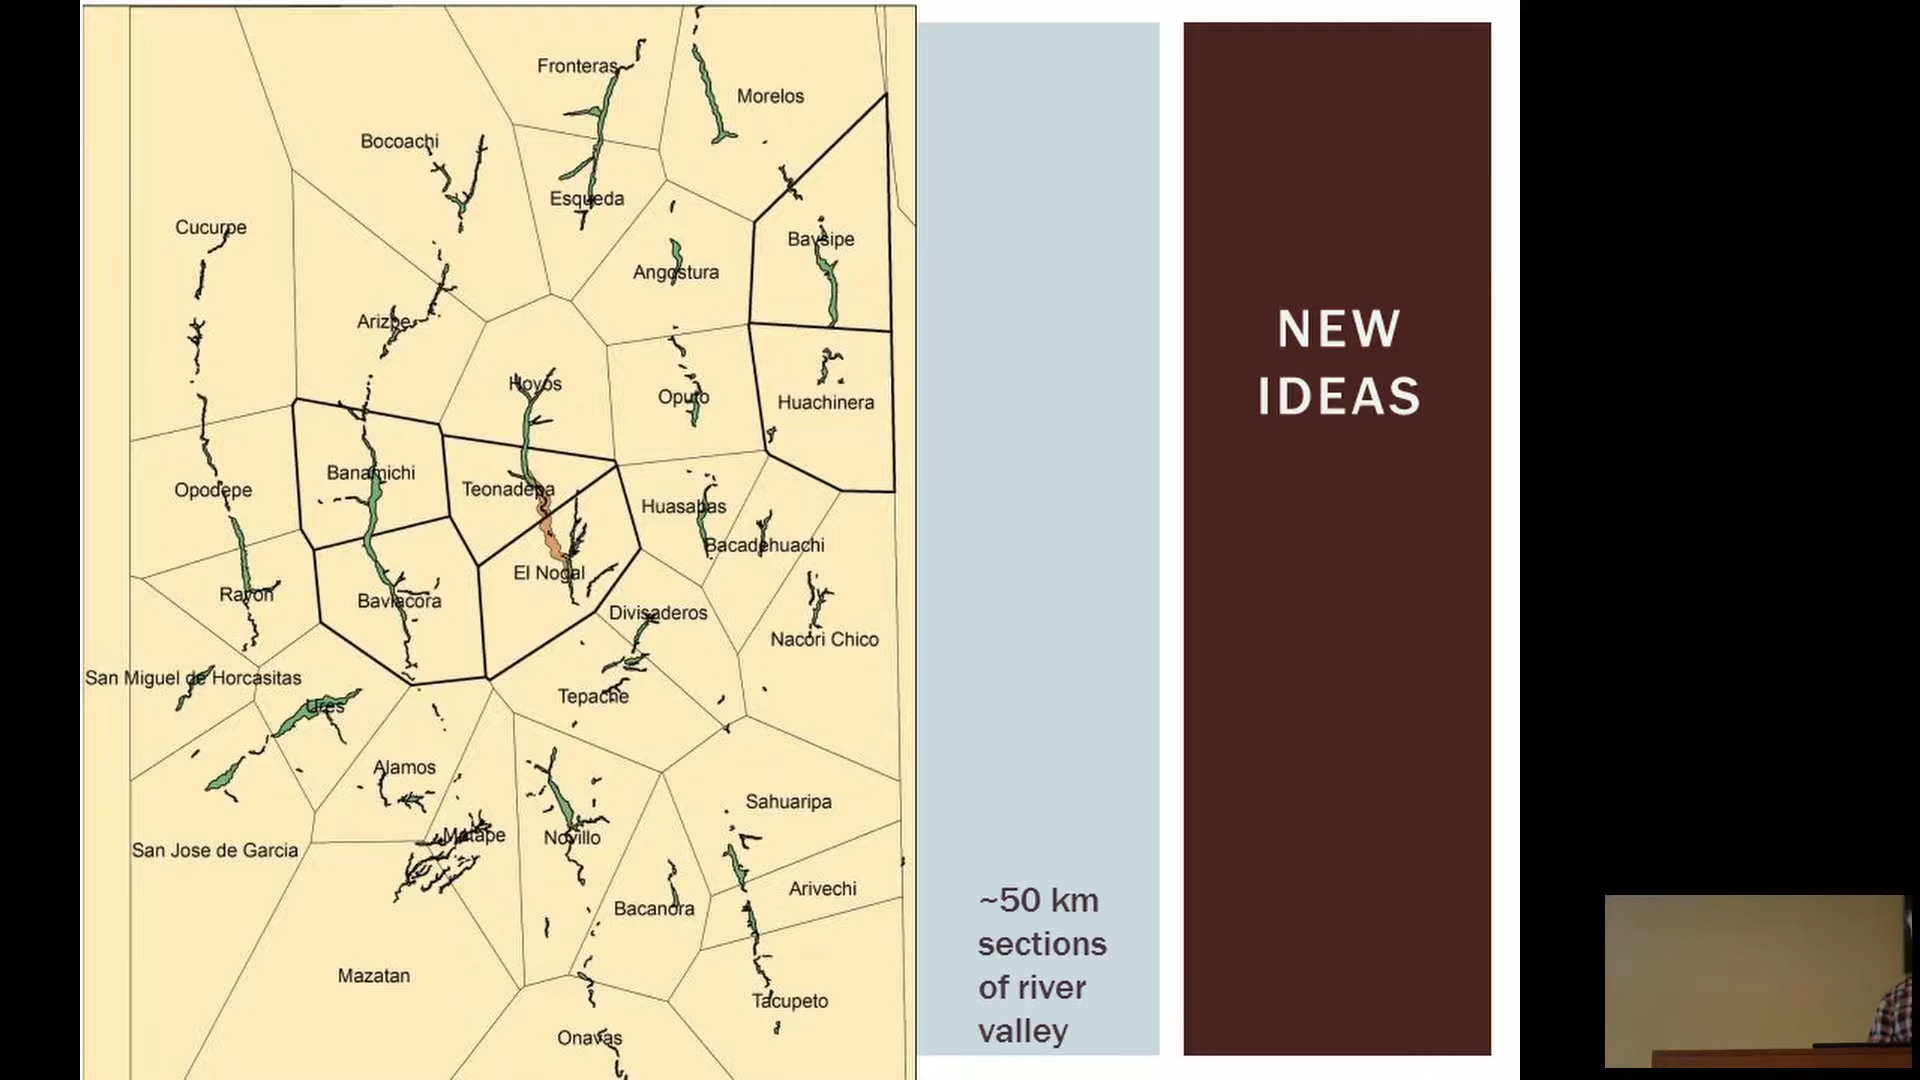 Fronteras
Morelos
Bocoachi
Esqueda
Cucurpe
Bavsipe
Angostura
Arizpe
Hoyos
Oputo
Huachinera
Banamichi
Opodepe
Teonadepa
Huasabas
Bacadehuachi
El Nogal
Rayon
Baviacora
Divisaderos
Nacori Chico
San Miguel de Horcasitas
Ures
Tepache
Alamos
Sahuaripa
Matape
Novillo
San Jose de Garcia
Arivechi
Bacanora
Mazatan
Tacupeto
Onavas
~50 km
sections
of river
valley
NEW
IDEAS